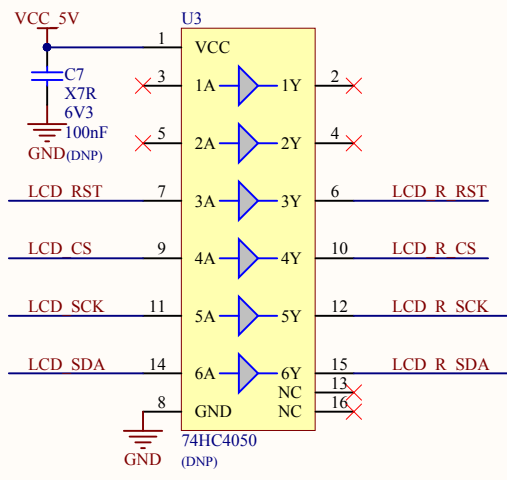 VCC_5V
U3
1 VCC
C7
X7R
6V3
100nF
GND (DNP)
3 1A 1Y 2
5 2A 2Y 4
LCD_RST 7 3A 3Y 6 LCD_R_RST
LCD_CS 9 4A 4Y 10 LCD_R_CS
LCD_SCK 11 5A 5Y 12 LCD_R_SCK
LCD_SDA 14 6A 6Y 15 LCD_R_SDA
NC 13
8 GND NC 16
GND
74HC4050
(DNP)